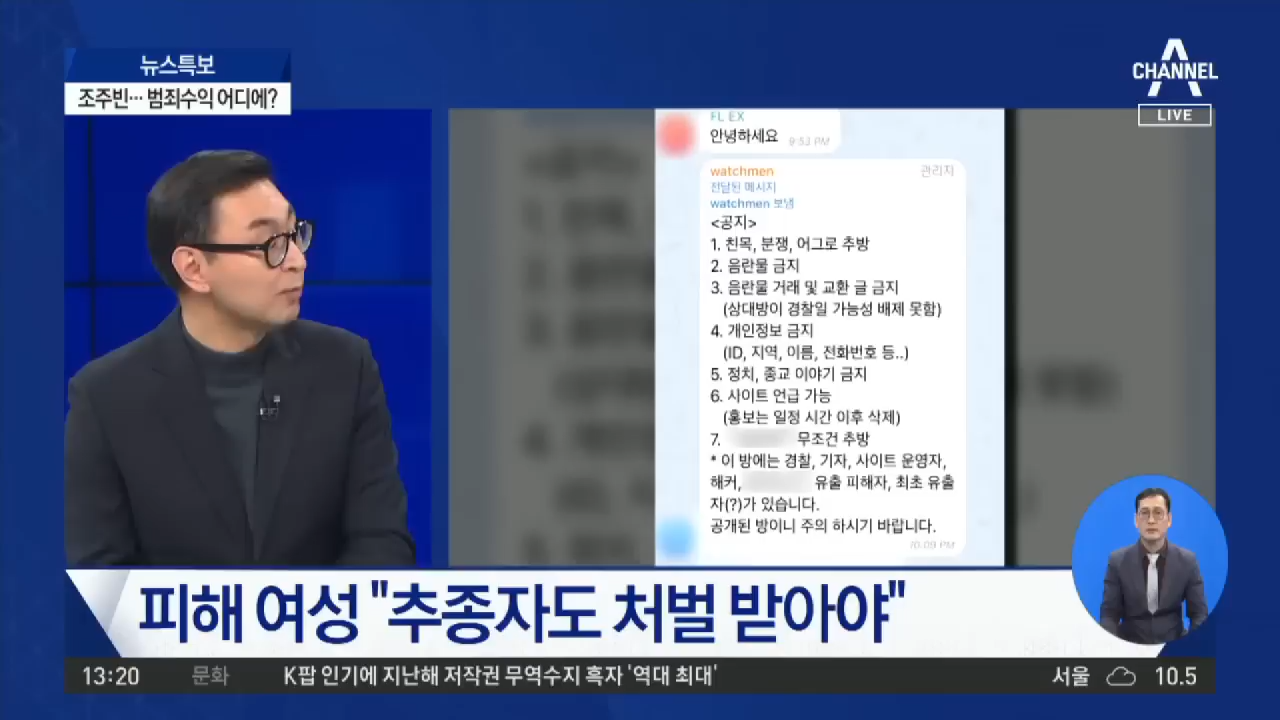 뉴스특보
조주빈… 범죄수익 어디에?
CHANNEL
LIVE
FL EX
안녕하세요
9:53 PM
watchmen
관리자
전달된 메시지
watchmen 보냄
<공지>
1. 친목, 분쟁, 어그로 추방
2. 음란물 금지
3. 음란물 거래 및 교환 글 금지
(상대방이 경찰일 가능성 배제 못함)
4. 개인정보 금지
(ID, 지역, 이름, 전화번호 등..)
5. 정치, 종교 이야기 금지
6. 사이트 언급 가능
(홍보는 일정 시간 이후 삭제)
7. 무조건 추방
* 이 방에는 경찰, 기자, 사이트 운영자,
해커, 유출 피해자, 최초 유출
자(?)가 있습니다.
공개된 방이니 주의 하시기 바랍니다.
10:09 PM
피해 여성 "추종자도 처벌 받아야"
13:20 문화 K팝 인기에 지난해 저작권 무역수지 흑자 '역대 최대' 서울 10.5